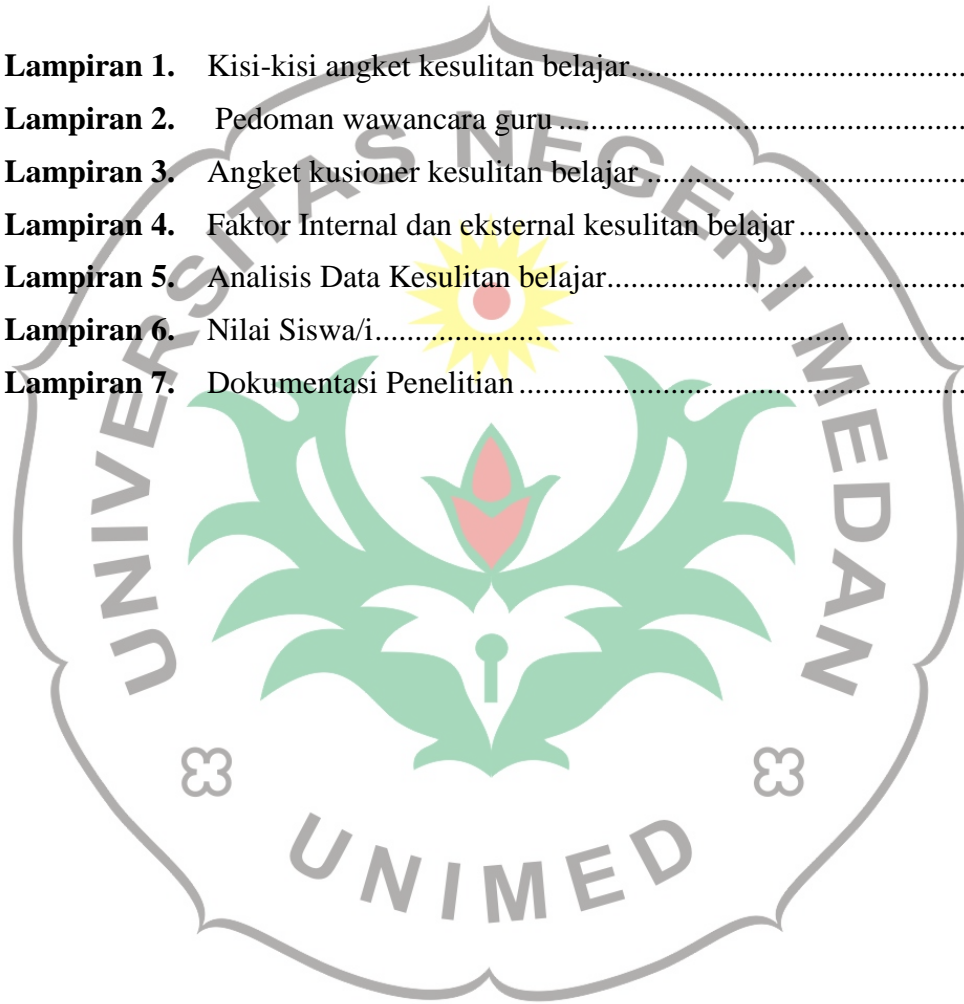 Lampiran 1. Kisi-kisi angket kesulitan belajar..........................................
Lampiran 2. Pedoman wawancara guru ...................................................
Lampiran 3. Angket kusioner kesulitan belajar ........................................
Lampiran 4. Faktor Internal dan eksternal kesulitan belajar .....................
Lampiran 5. Analisis Data Kesulitan belajar.............................................
Lampiran 6. Nilai Siswa/i..........................................................................
Lampiran 7. Dokumentasi Penelitian ........................................................
UNIVERSITAS NEGERI MEDAN
UNIMED